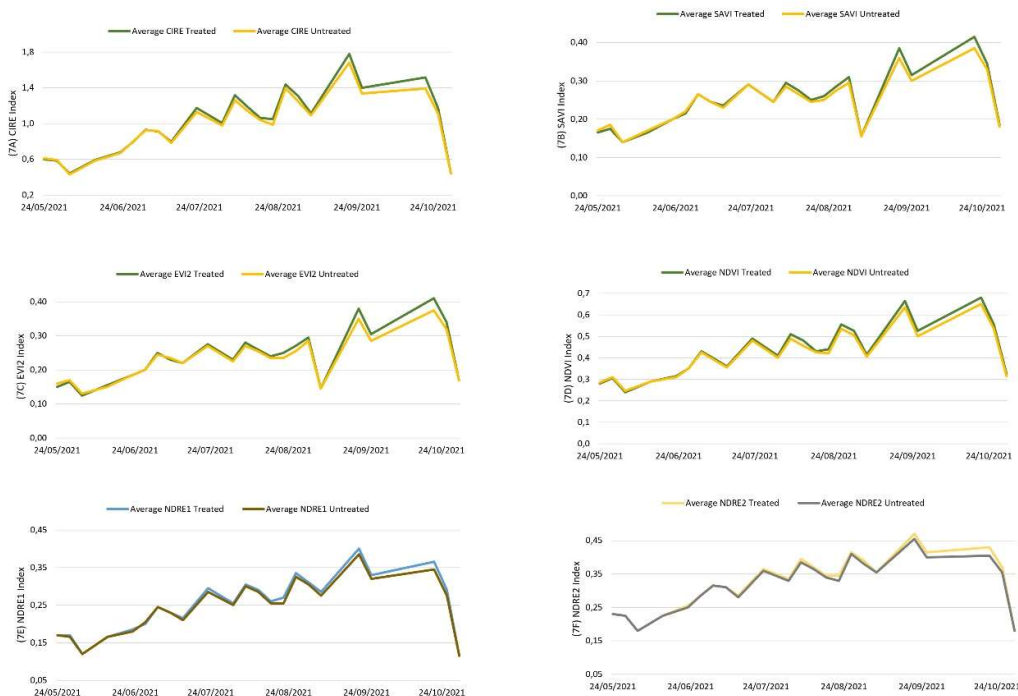 Average CIRE Treated Average CIRE Untreated
(7A) CIRE Index
1,8
1,4
1,0
0,6
0,2
24/05/2021 24/06/2021 24/07/2021 24/08/2021 24/09/2021 24/10/2021
Average SAVI Treated Average SAVI Untreated
(7B) SAVI Index
0,40
0,30
0,20
0,10
0,00
24/05/2021 24/06/2021 24/07/2021 24/08/2021 24/09/2021 24/10/2021
Average EVI2 Treated Average EVI2 Untreated
(7C) EVI2 Index
0,40
0,30
0,20
0,10
0,00
24/05/2021 24/06/2021 24/07/2021 24/08/2021 24/09/2021 24/10/2021
Average NDVI Treated Average NDVI Untreated
(7D) NDVI Index
0,7
0,6
0,5
0,4
0,3
0,2
0,1
0,0
24/05/2021 24/06/2021 24/07/2021 24/08/2021 24/09/2021 24/10/2021
Average NDRE1 Treated Average NDRE1 Untreated
(7E) NDRE1 Index
0,45
0,35
0,25
0,15
0,05
24/05/2021 24/06/2021 24/07/2021 24/08/2021 24/09/2021 24/10/2021
Average NDRE2 Treated Average NDRE2 Untreated
(7F) NDRE2 Index
0,45
0,35
0,25
0,15
0,05
24/05/2021 24/06/2021 24/07/2021 24/08/2021 24/09/2021 24/10/2021